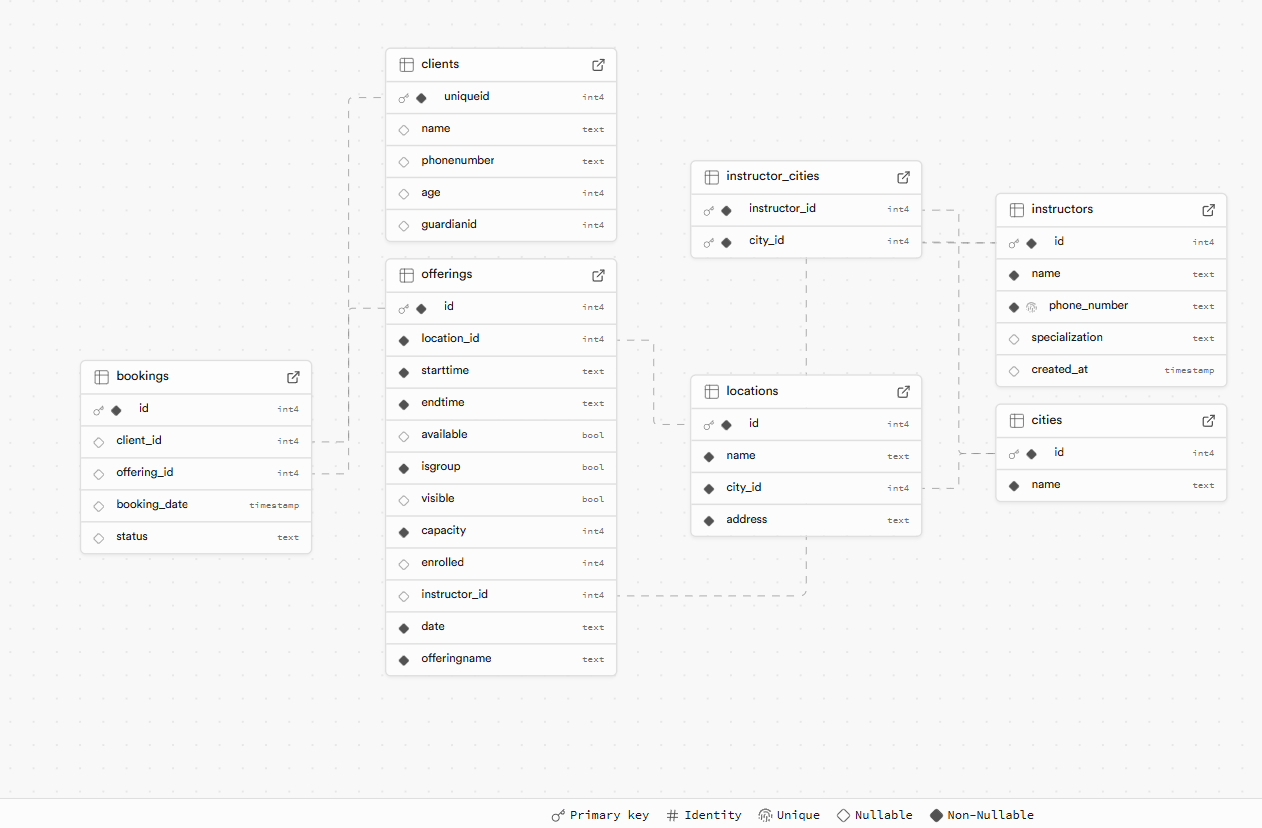 clients
uniqueid int4
name text
phonenumber text
age int4
guardianid int4
offerings
id int4
location_id int4
starttime text
endtime text
available bool
isgroup bool
visible bool
capacity int4
enrolled int4
instructor_id int4
date text
offeringname text
bookings
id int4
client_id int4
offering_id int4
booking_date timestamp
status text
instructor_cities
instructor_id int4
city_id int4
locations
id int4
name text
city_id int4
address text
instructors
id int4
name text
phone_number text
specialization text
created_at timestamp
cities
id int4
name text
Primary key # Identity Unique Nullable Non-Nullable